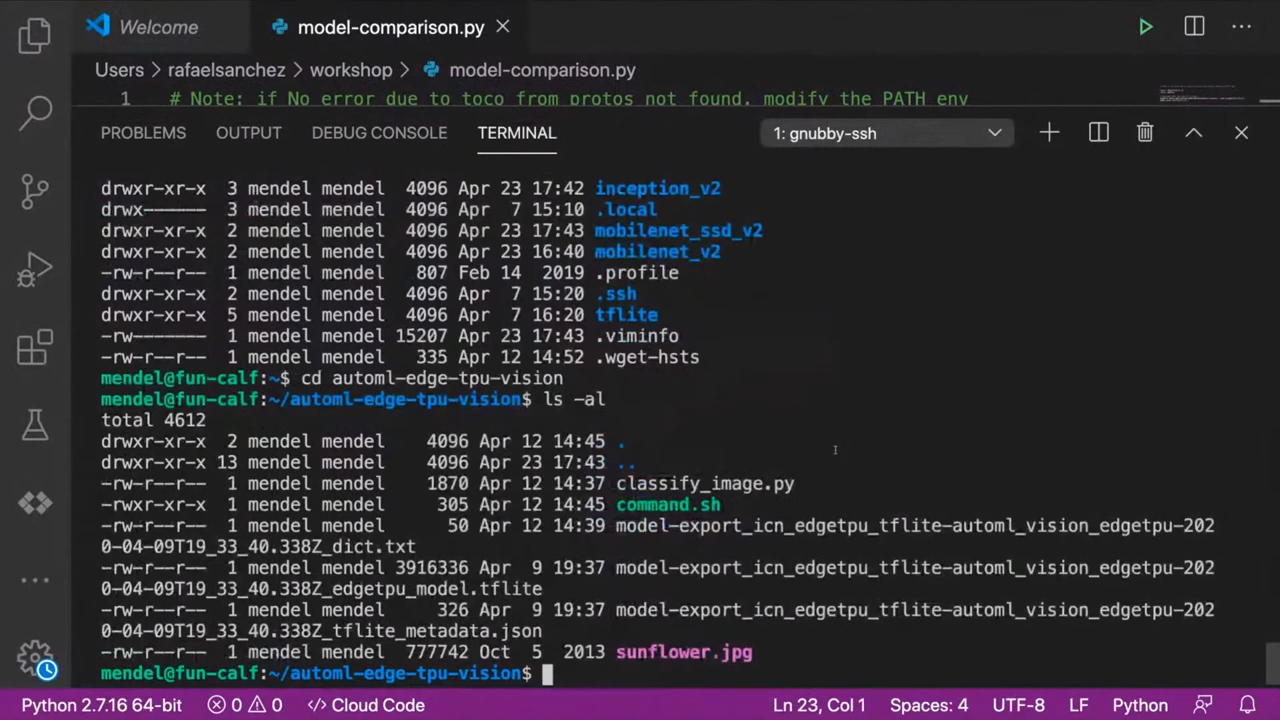 Welcome
model-comparison.py
Users > rafaelsanchez > workshop > model-comparison.py
1 # Note: if No error due to toco_from_protos not found, modify the PATH env
PROBLEMS OUTPUT DEBUG CONSOLE TERMINAL 1: gnubby-ssh
drwxr-xr-x 3 mendel mendel 4096 Apr 23 17:42 inception_v2
drwx------ 3 mendel mendel 4096 Apr 7 15:10 .local
drwxr-xr-x 2 mendel mendel 4096 Apr 23 17:43 mobilenet_ssd_v2
drwxr-xr-x 2 mendel mendel 4096 Apr 23 16:40 mobilenet_v2
-rw-r--r-- 1 mendel mendel 807 Feb 14 2019 .profile
drwxr-xr-x 2 mendel mendel 4096 Apr 7 15:20 .ssh
drwxr-xr-x 5 mendel mendel 4096 Apr 7 16:20 tflite
-rw------- 1 mendel mendel 15207 Apr 23 17:43 .viminfo
-rw-r--r-- 1 mendel mendel 335 Apr 12 14:52 .wget-hsts
mendel@fun-calf:~$ cd automl-edge-tpu-vision
mendel@fun-calf:~/automl-edge-tpu-vision$ ls -al
total 4612
drwxr-xr-x 2 mendel mendel 4096 Apr 12 14:45 .
drwxr-xr-x 13 mendel mendel 4096 Apr 23 17:43 ..
-rw-r--r-- 1 mendel mendel 1870 Apr 12 14:37 classify_image.py
-rwxr-xr-x 1 mendel mendel 305 Apr 12 14:45 command.sh
-rw-r--r-- 1 mendel mendel 50 Apr 12 14:39 model-export_icn_edgetpu_tflite-automl_vision_edgetpu-202
0-04-09T19_33_40.338Z_dict.txt
-rw-r--r-- 1 mendel mendel 3916336 Apr 9 19:37 model-export_icn_edgetpu_tflite-automl_vision_edgetpu-202
0-04-09T19_33_40.338Z_edgetpu_model.tflite
-rw-r--r-- 1 mendel mendel 326 Apr 9 19:37 model-export_icn_edgetpu_tflite-automl_vision_edgetpu-202
0-04-09T19_33_40.338Z_tflite_metadata.json
-rw-r--r-- 1 mendel mendel 777742 Oct 5 2013 sunflower.jpg
mendel@fun-calf:~/automl-edge-tpu-vision$
Python 2.7.16 64-bit 0 0 Cloud Code Ln 23, Col 1 Spaces: 4 UTF-8 LF Python